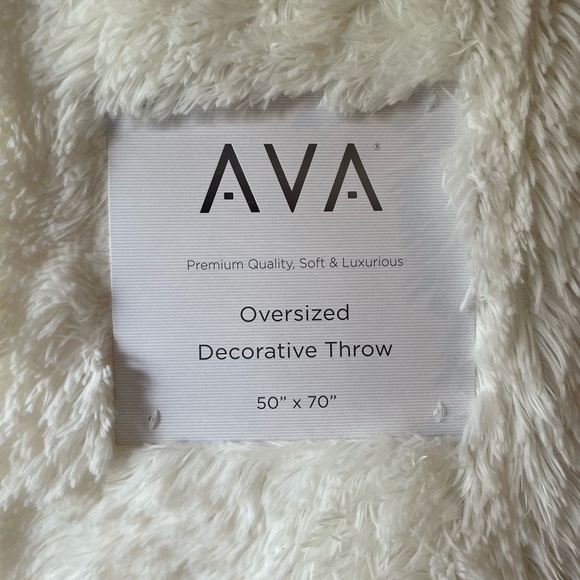 AVA®
Premium Quality, Soft & Luxurious
Oversized
Decorative Throw
50” x 70”